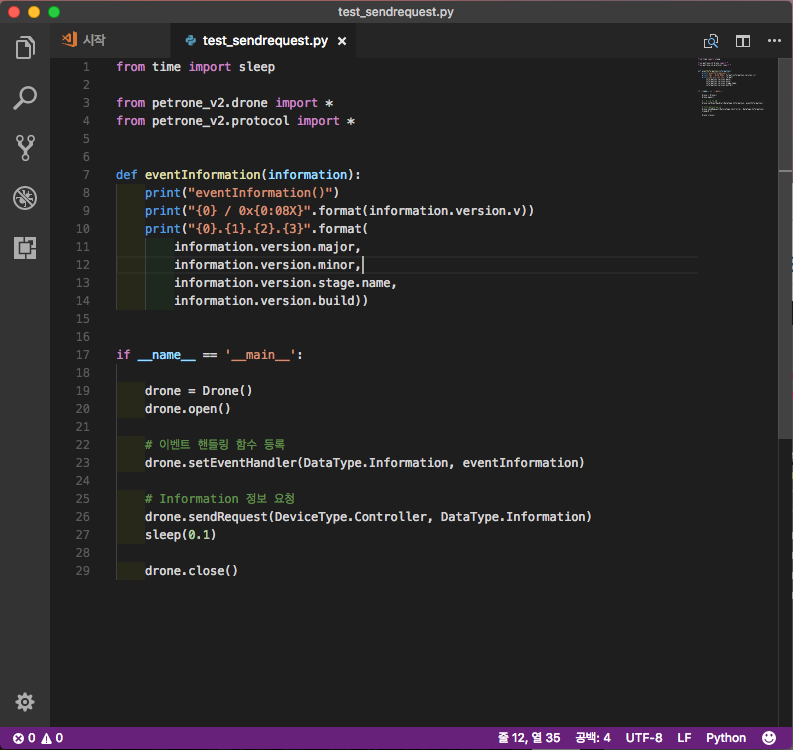 test_sendrequest.py
시작
test_sendrequest.py ×
1 from time import sleep
2
3 from petrone_v2.drone import *
4 from petrone_v2.protocol import *
5
6
7 def eventInformation(information):
8     print("eventInformation()")
9     print("{0} / 0x{0:08X}".format(information.version.v))
10     print("{0}.{1}.{2}.{3}".format(
11         information.version.major,
12         information.version.minor,
13         information.version.stage.name,
14         information.version.build))
15
16
17 if __name__ == '__main__':
18
19     drone = Drone()
20     drone.open()
21
22     # 이벤트 핸들링 함수 등록
23     drone.setEventHandler(DataType.Information, eventInformation)
24
25     # Information 정보 요청
26     drone.sendRequest(DeviceType.Controller, DataType.Information)
27     sleep(0.1)
28
29     drone.close()
0 0 줄 12, 열 35 공백: 4 UTF-8 LF Python